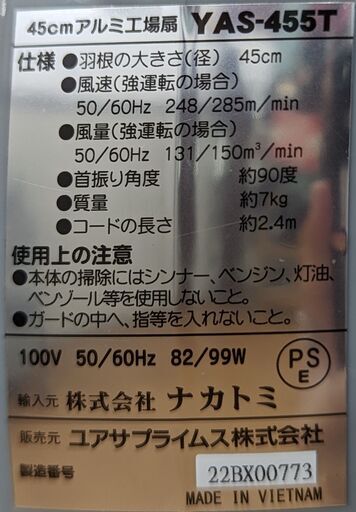 45cmアルミ工場扇 YAS-455T
仕様 ●羽根の大きさ(径) 45cm
●風速(強運転の場合)
50/60Hz 248/285m/min
●風量(強運転の場合)
50/60Hz 131/150m³/min
●首振り角度 約90度
●質量 約7kg
●コードの長さ 約2.4m
使用上の注意
●本体の掃除にはシンナー、ベンジン、灯油、
ベンゾール等を使用しないこと。
●ガードの中へ、指等を入れないこと。
100V 50/60Hz 82/99W PS E
輸入元 株式会社 ナカトミ
販売元 ユアサプライムス株式会社
製造番号 22BX00773
MADE IN VIETNAM